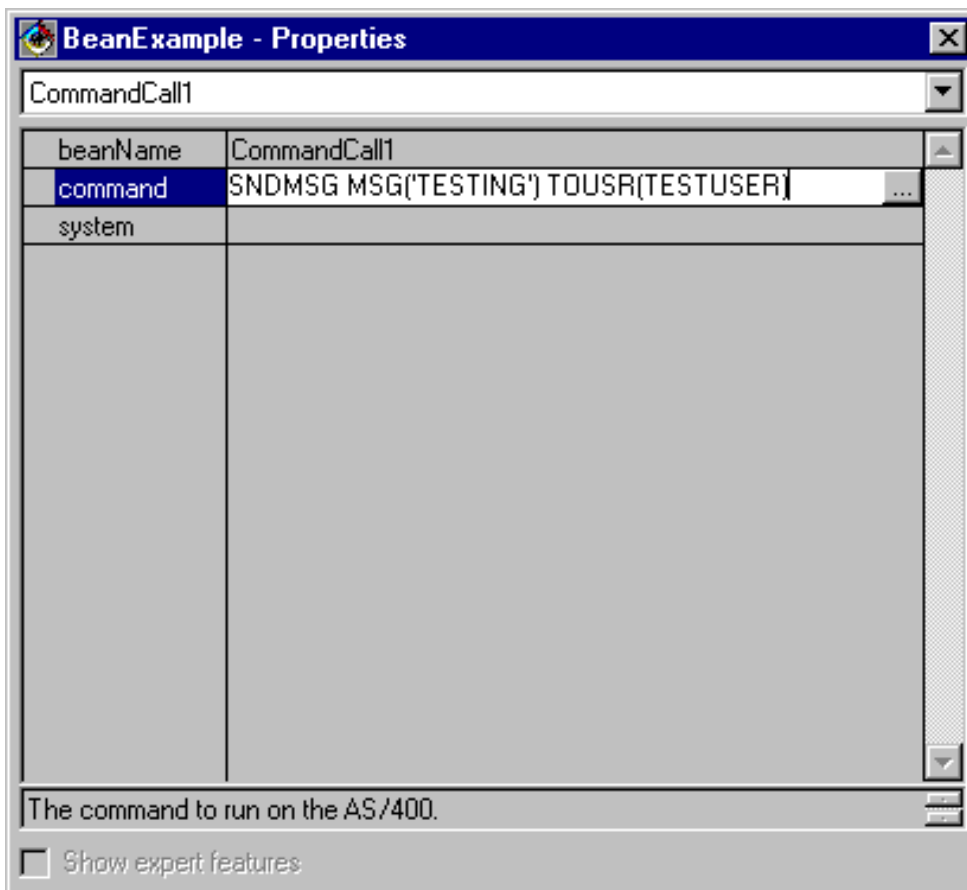 BeanExample - Properties
CommandCall1
beanName CommandCall1
command SNDMSG MSG('TESTING') TOUSR(TESTUSER) ...
system
The command to run on the AS/400.
Show expert features